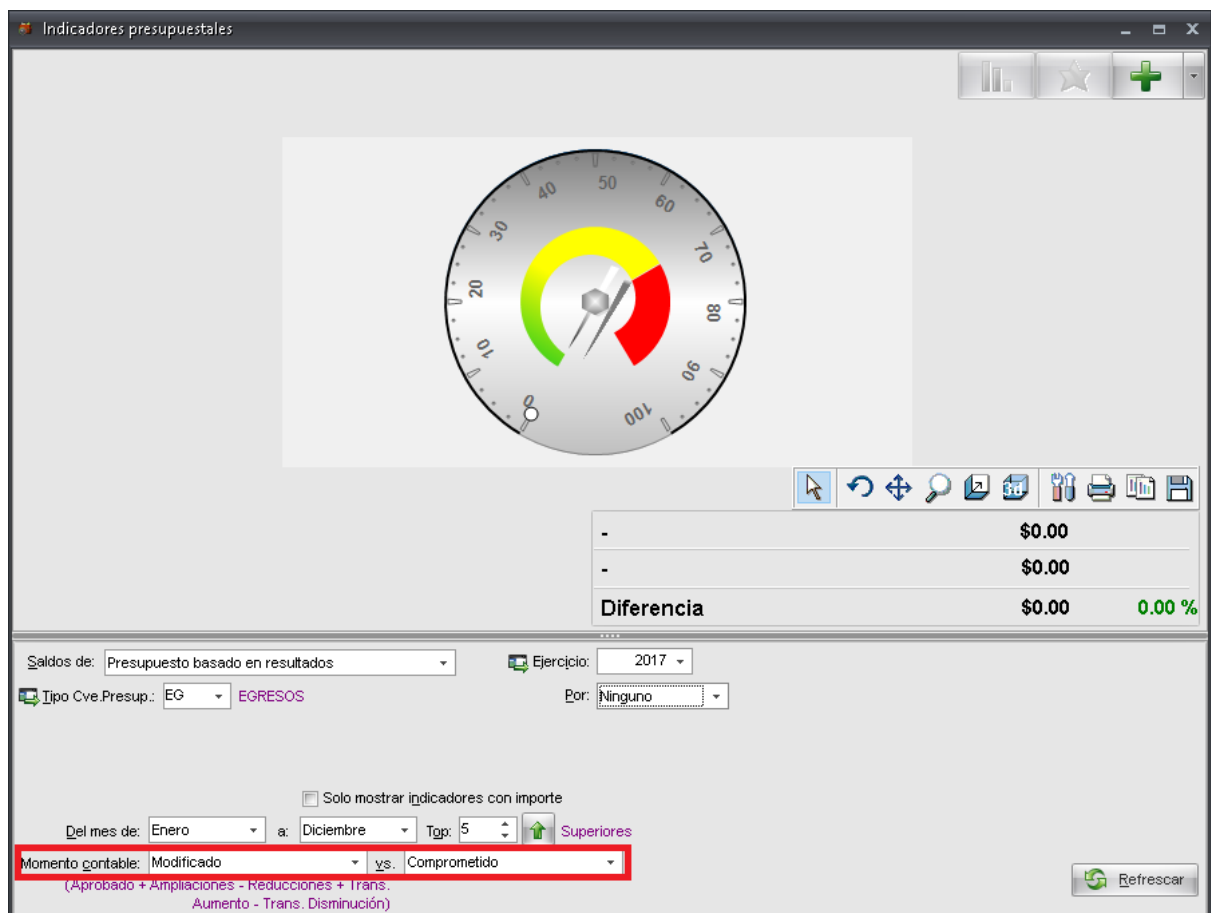 Indicadores presupuestales
0
10
20
30
40
50
60
70
80
90
100
3d
- $0.00
- $0.00
Diferencia $0.00 0.00 %
Saldos de: Presupuesto basado en resultados Ejercicio: 2017
Tipo Cve.Presup.: EG EGRESOS Por: Ninguno
Solo mostrar indicadores con importe
Del mes de: Enero a: Diciembre Top: 5 Superiores
Momento contable: Modificado vs. Comprometido
(Aprobado + Ampliaciones - Reducciones + Trans.
Aumento - Trans. Disminución)
Refrescar